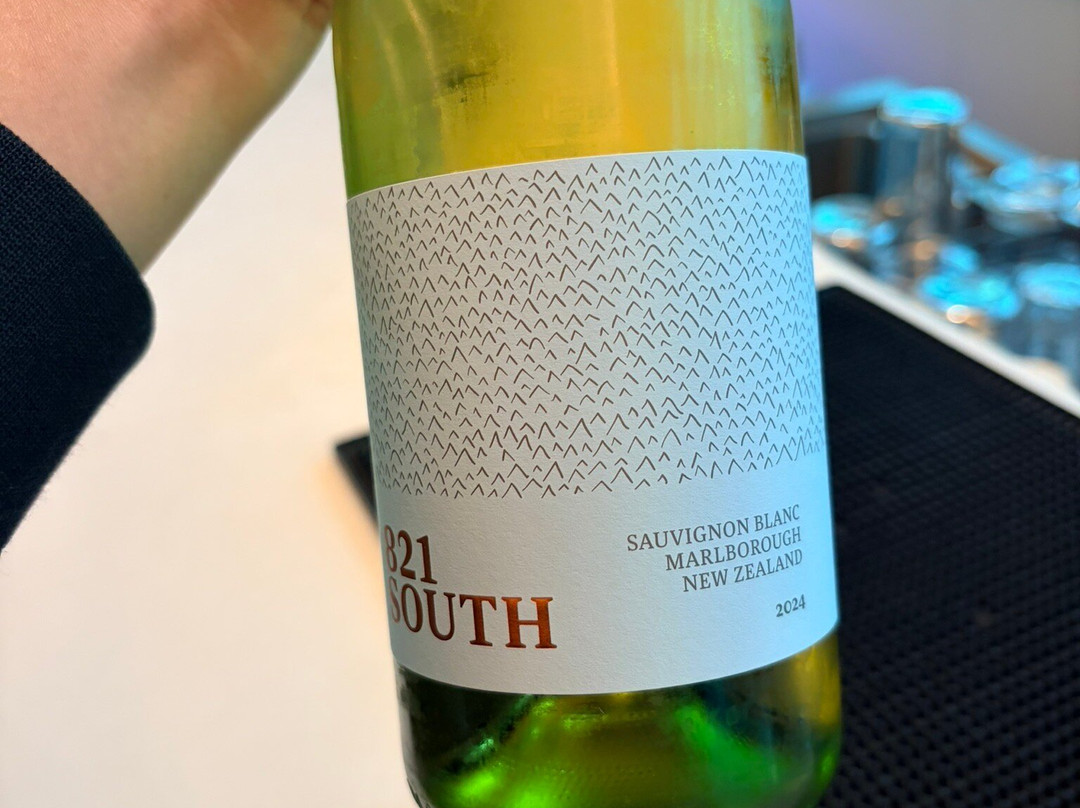 821
SOUTH
SAUVIGNON BLANC
MARLBOROUGH
NEW ZEALAND
2024